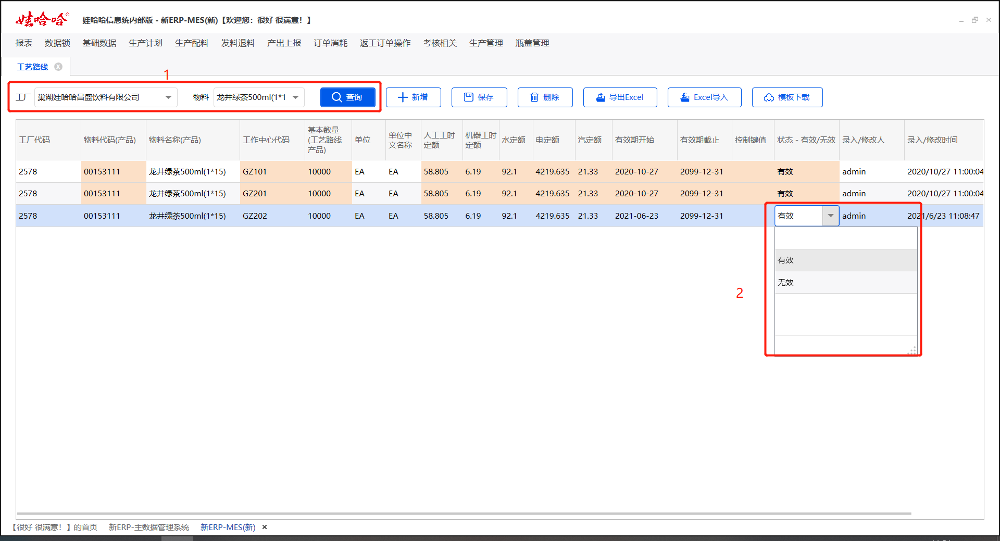 娃哈哈®
娃哈哈信息统内部版 - 新ERP-MES(新)【欢迎您：很好 很满意！】
报表 数据锁 基础数据 生产计划 生产配料 发料退料 产出上报 订单消耗 返工订单操作 考核相关 生产管理 瓶盖管理
工艺路线
1
工厂 巢湖娃哈哈昌盛饮料有限公司 物料 龙井绿茶500ml(1*1 查询 新增 保存 删除 导出Excel Excel导入 模板下载
工厂代码 物料代码(产品) 物料名称(产品) 工作中心代码 基本数量(工艺路线产品) 单位 单位中文名称 人工工时定额 机器工时定额 水定额 电定额 汽定额 有效期开始 有效期截止 控制键值 状态 - 有效/无效 录入/修改人 录入/修改时间
2578 00153111 龙井绿茶500ml(1*15) GZ101 10000 EA EA 58.805 6.19 92.1 4219.635 21.33 2020-10-27 2099-12-31 有效 admin 2020/10/27 11:00:04
2578 00153111 龙井绿茶500ml(1*15) GZ201 10000 EA EA 58.805 6.19 92.1 4219.635 21.33 2020-10-27 2099-12-31 有效 admin 2020/10/27 11:00:04
2578 00153111 龙井绿茶500ml(1*15) GZ202 10000 EA EA 58.805 6.19 92.1 4219.635 21.33 2021-06-23 2099-12-31 有效 admin 2021/6/23 11:08:47
有效
无效
2
【很好 很满意！】的首页 新ERP-主数据管理系统 新ERP-MES(新)